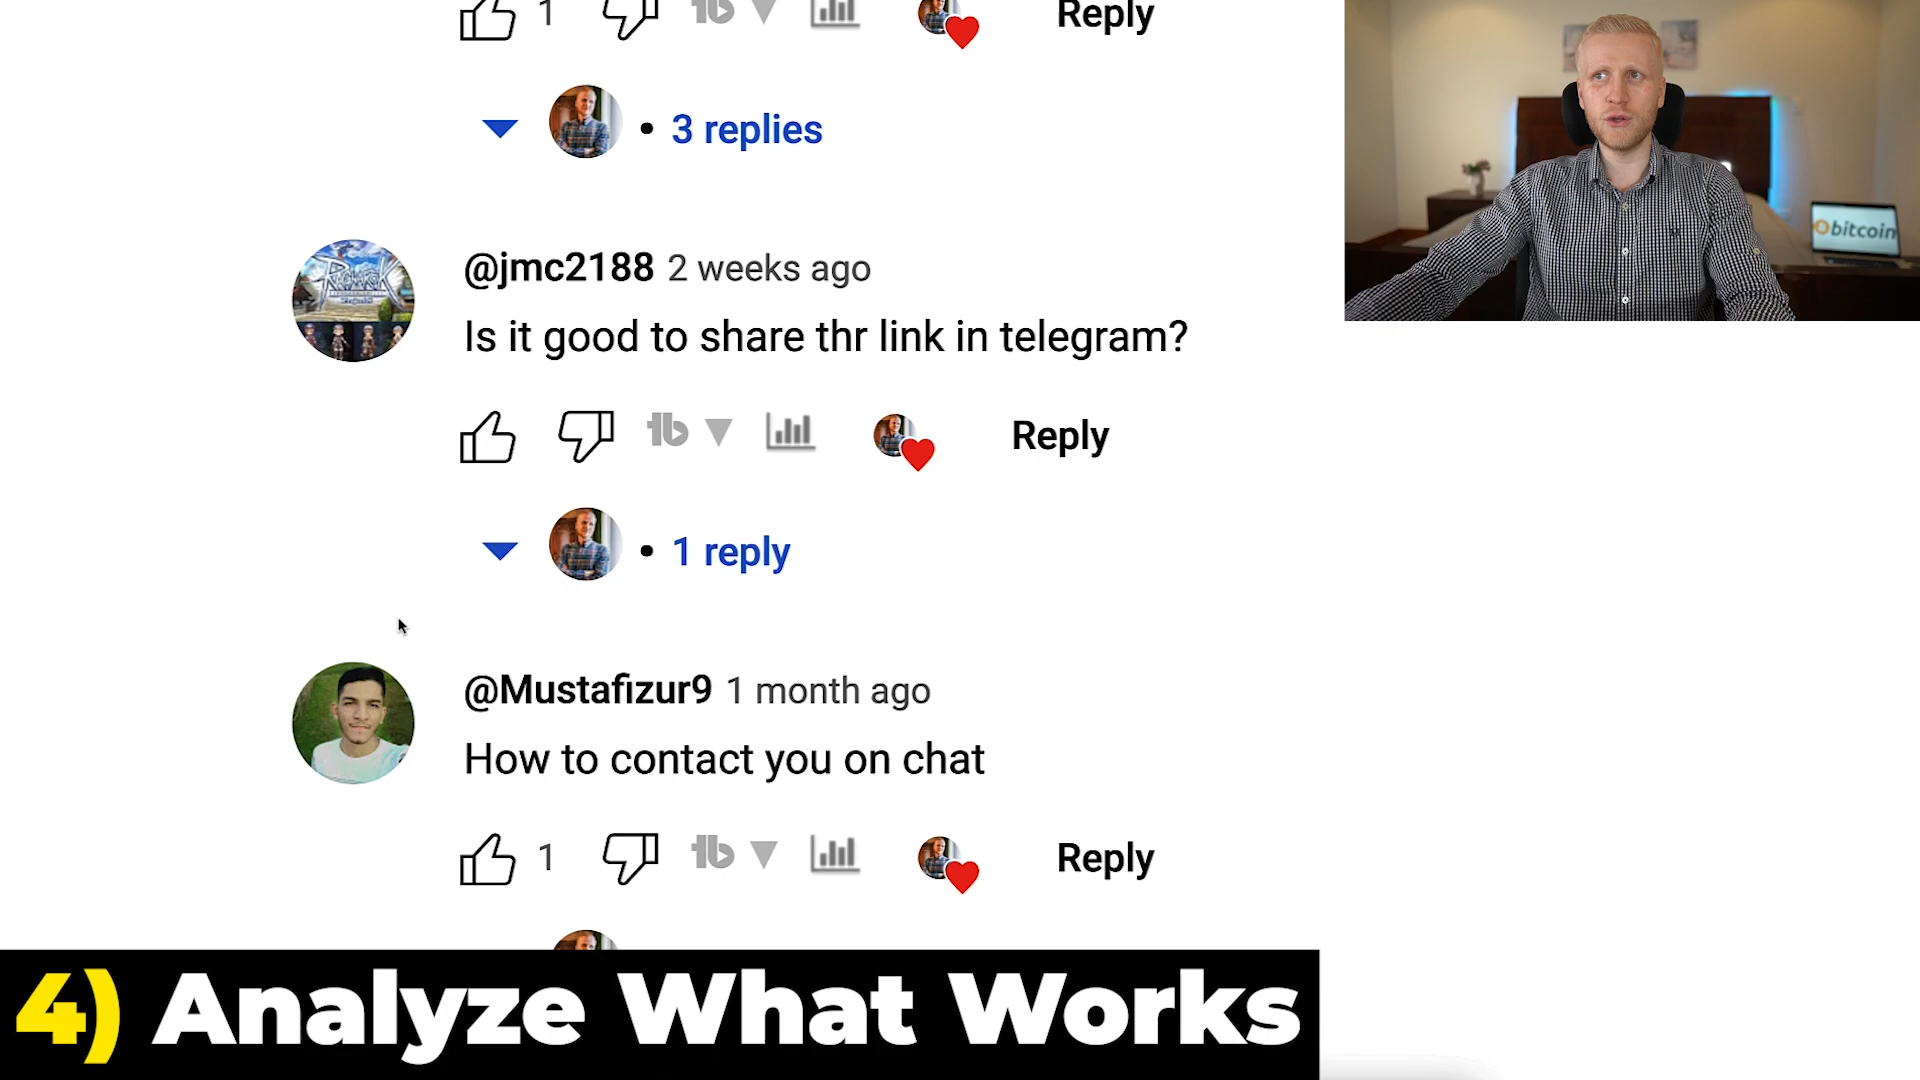 1
Reply
• 3 replies
bitcoin
@jmc2188 2 weeks ago
Is it good to share thr link in telegram?
Reply
• 1 reply
@Mustafizur9 1 month ago
How to contact you on chat
1
Reply
4) Analyze What Works